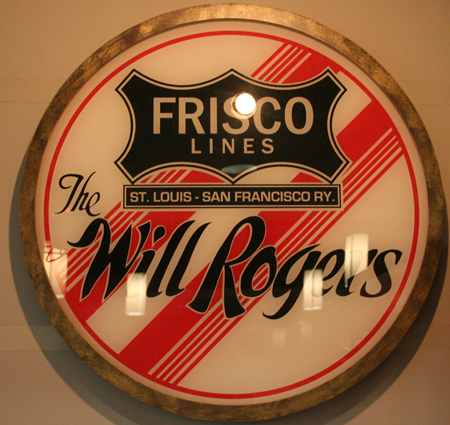 FRISCO
LINES
ST. LOUIS - SAN FRANCISCO RY.
The
Will Rogers